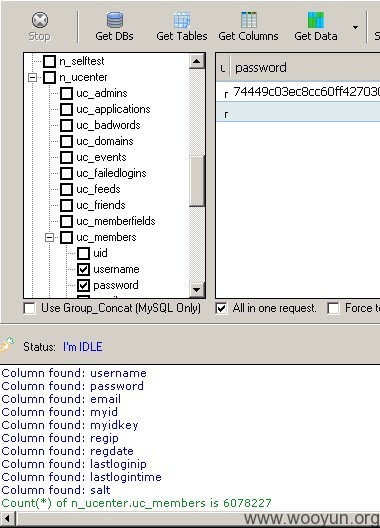 Stop Get DBs Get Tables Get Columns Get Data
n_selftest
n_ucenter
uc_admins
uc_applications
uc_badwords
uc_domains
uc_events
uc_failedlogins
uc_feeds
uc_friends
uc_memberfields
uc_members
uid
username
password
password
74449c03ec8cc60ff42703
Use Group_Concat (MySQL Only) All in one request. Force t
Status: I'm IDLE
Column found: username
Column found: password
Column found: email
Column found: myid
Column found: myidkey
Column found: regip
Column found: regdate
Column found: lastloginip
Column found: lastlogintime
Column found: salt
Count(*) of n_ucenter.uc_members is 6078227
www.wooyun.org